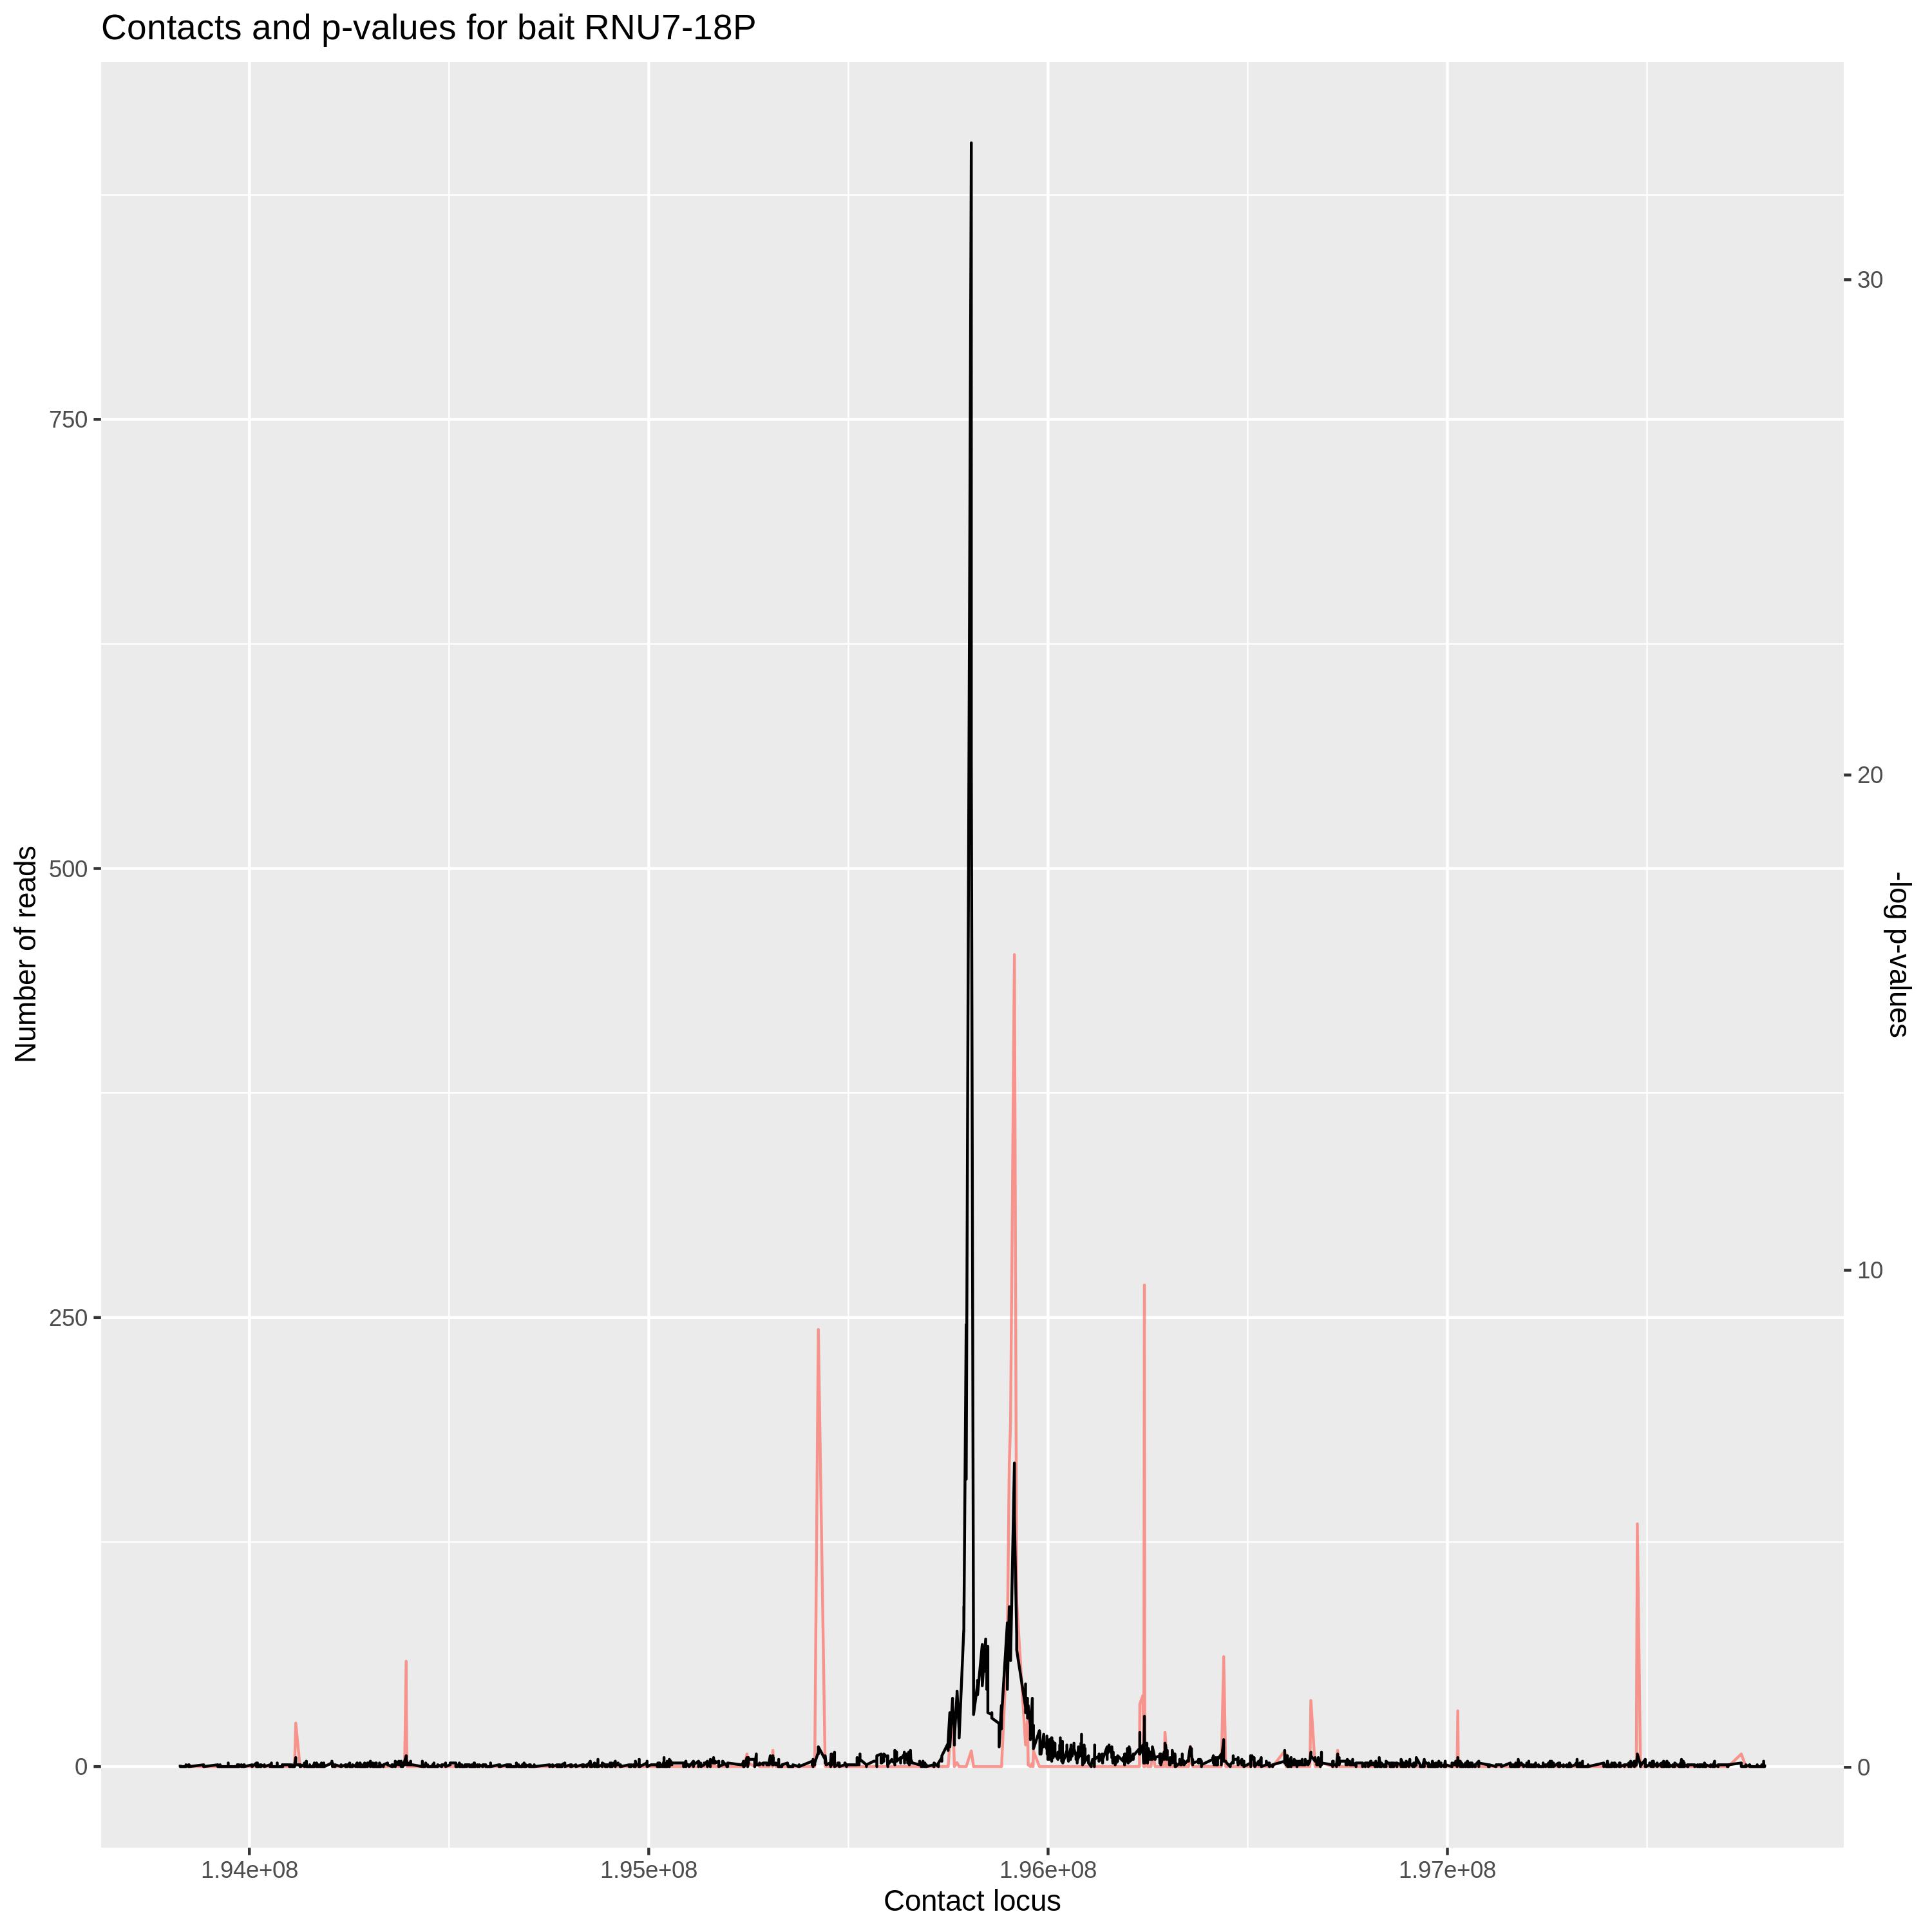 Contacts and p-values for bait RNU7-18P
Number of reads
750
500
250
0
30
20
10
0
-log p-values
1.94e+08 1.95e+08 1.96e+08 1.97e+08
Contact locus